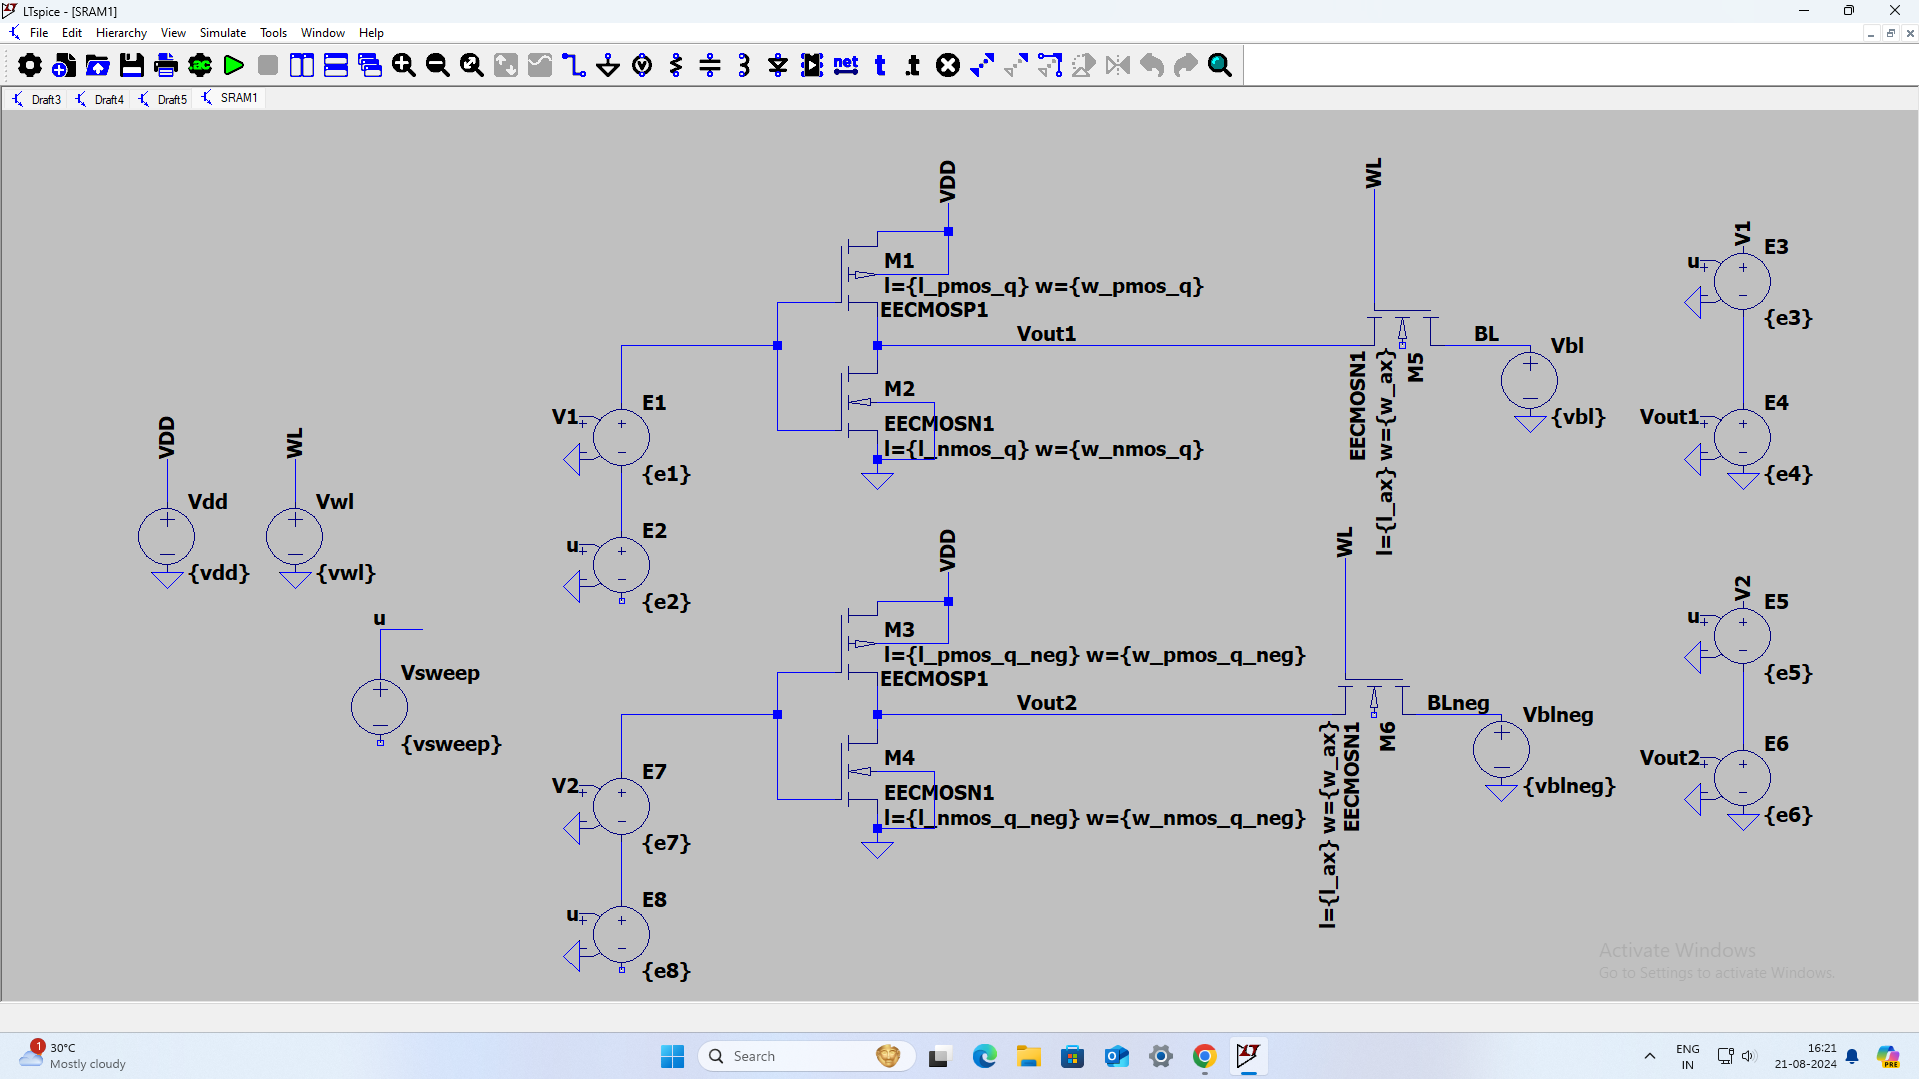 LTspice - [SRAM1]
File Edit Hierarchy View Simulate Tools Window Help
.ac
net
t
.t
Draft3 Draft4 Draft5 SRAM1
VDD
M1
l={l_pmos_q} w={w_pmos_q}
EECMOSP1
Vout1
M2
EECMOSN1
l={l_nmos_q} w={w_nmos_q}
WL
EECMOSN1
l={l_ax} w={w_ax}
M5
BL
Vbl
{vbl}
V1
E3
u
{e3}
E4
Vout1
{e4}
VDD
Vdd
{vdd}
WL
Vwl
{vwl}
V1
E1
{e1}
E2
u
{e2}
u
Vsweep
{vsweep}
VDD
M3
l={l_pmos_q_neg} w={w_pmos_q_neg}
EECMOSP1
Vout2
M4
EECMOSN1
l={l_nmos_q_neg} w={w_nmos_q_neg}
WL
l={l_ax} w={w_ax}
EECMOSN1
M6
BLneg
Vblneg
{vblneg}
V2
E5
u
{e5}
E6
Vout2
{e6}
V2
E7
{e7}
E8
u
{e8}
Activate Windows
Go to Settings to activate Windows.
1
30°C
Mostly cloudy
Search
LT
ENG
IN
16:21
21-08-2024
PRE